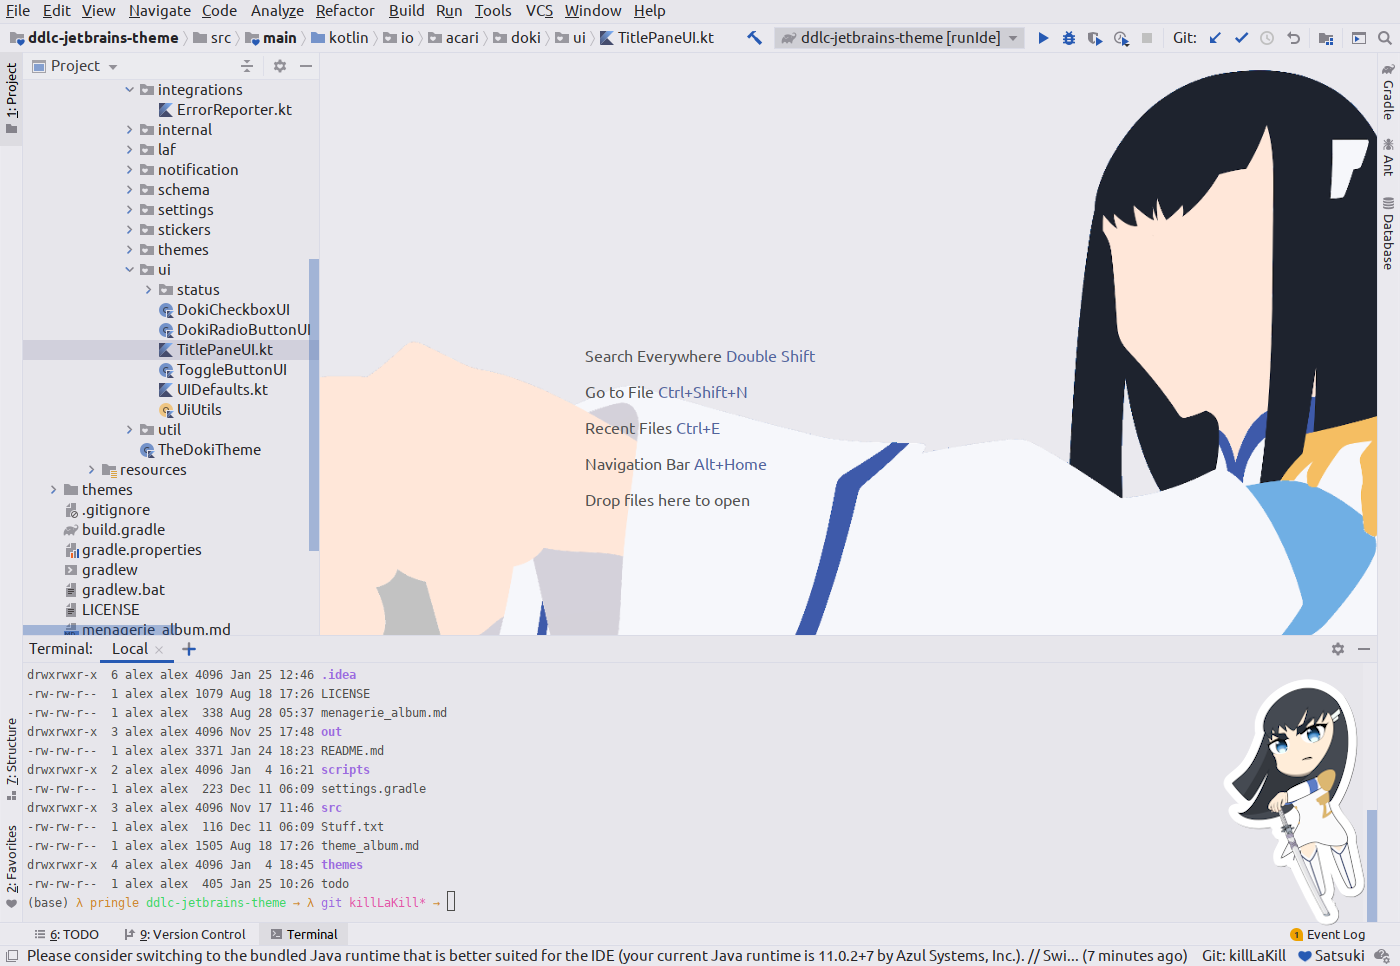 File Edit View Navigate Code Analyze Refactor Build Run Tools VCS Window Help
ddlc-jetbrains-theme src main kotlin io acari doki ui TitlePaneUI.kt ddlc-jetbrains-theme [runIde] Git:
1: Project
Project
integrations
ErrorReporter.kt
internal
laf
notification
schema
settings
stickers
themes
ui
status
DokiCheckboxUI
DokiRadioButtonUI
TitlePaneUI.kt
ToggleButtonUI
UIDefaults.kt
UiUtils
util
TheDokiTheme
resources
themes
.gitignore
build.gradle
gradle.properties
gradlew
gradlew.bat
LICENSE
menagerie_album.md
Search Everywhere Double Shift
Go to File Ctrl+Shift+N
Recent Files Ctrl+E
Navigation Bar Alt+Home
Drop files here to open
Gradle
Ant
Database
Terminal: Local
drwxrwxr-x  6 alex alex 4096 Jan 25 12:46 .idea
-rw-rw-r--  1 alex alex 1079 Aug 18 17:26 LICENSE
-rw-rw-r--  1 alex alex  338 Aug 28 05:37 menagerie_album.md
drwxrwxr-x  3 alex alex 4096 Nov 25 17:48 out
-rw-rw-r--  1 alex alex 3371 Jan 24 18:23 README.md
drwxrwxr-x  2 alex alex 4096 Jan  4 16:21 scripts
-rw-rw-r--  1 alex alex  223 Dec 11 06:09 settings.gradle
drwxrwxr-x  3 alex alex 4096 Nov 17 11:46 src
-rw-rw-r--  1 alex alex  116 Dec 11 06:09 Stuff.txt
-rw-rw-r--  1 alex alex 1505 Aug 18 17:26 theme_album.md
drwxrwxr-x  4 alex alex 4096 Jan  4 18:45 themes
-rw-rw-r--  1 alex alex  405 Jan 25 10:26 todo
(base) λ pringle ddlc-jetbrains-theme → λ git killLaKill* →
7: Structure
2: Favorites
6: TODO 9: Version Control Terminal 1 Event Log
Please consider switching to the bundled Java runtime that is better suited for the IDE (your current Java runtime is 11.0.2+7 by Azul Systems, Inc.). // Swi... (7 minutes ago) Git: killLaKill Satsuki